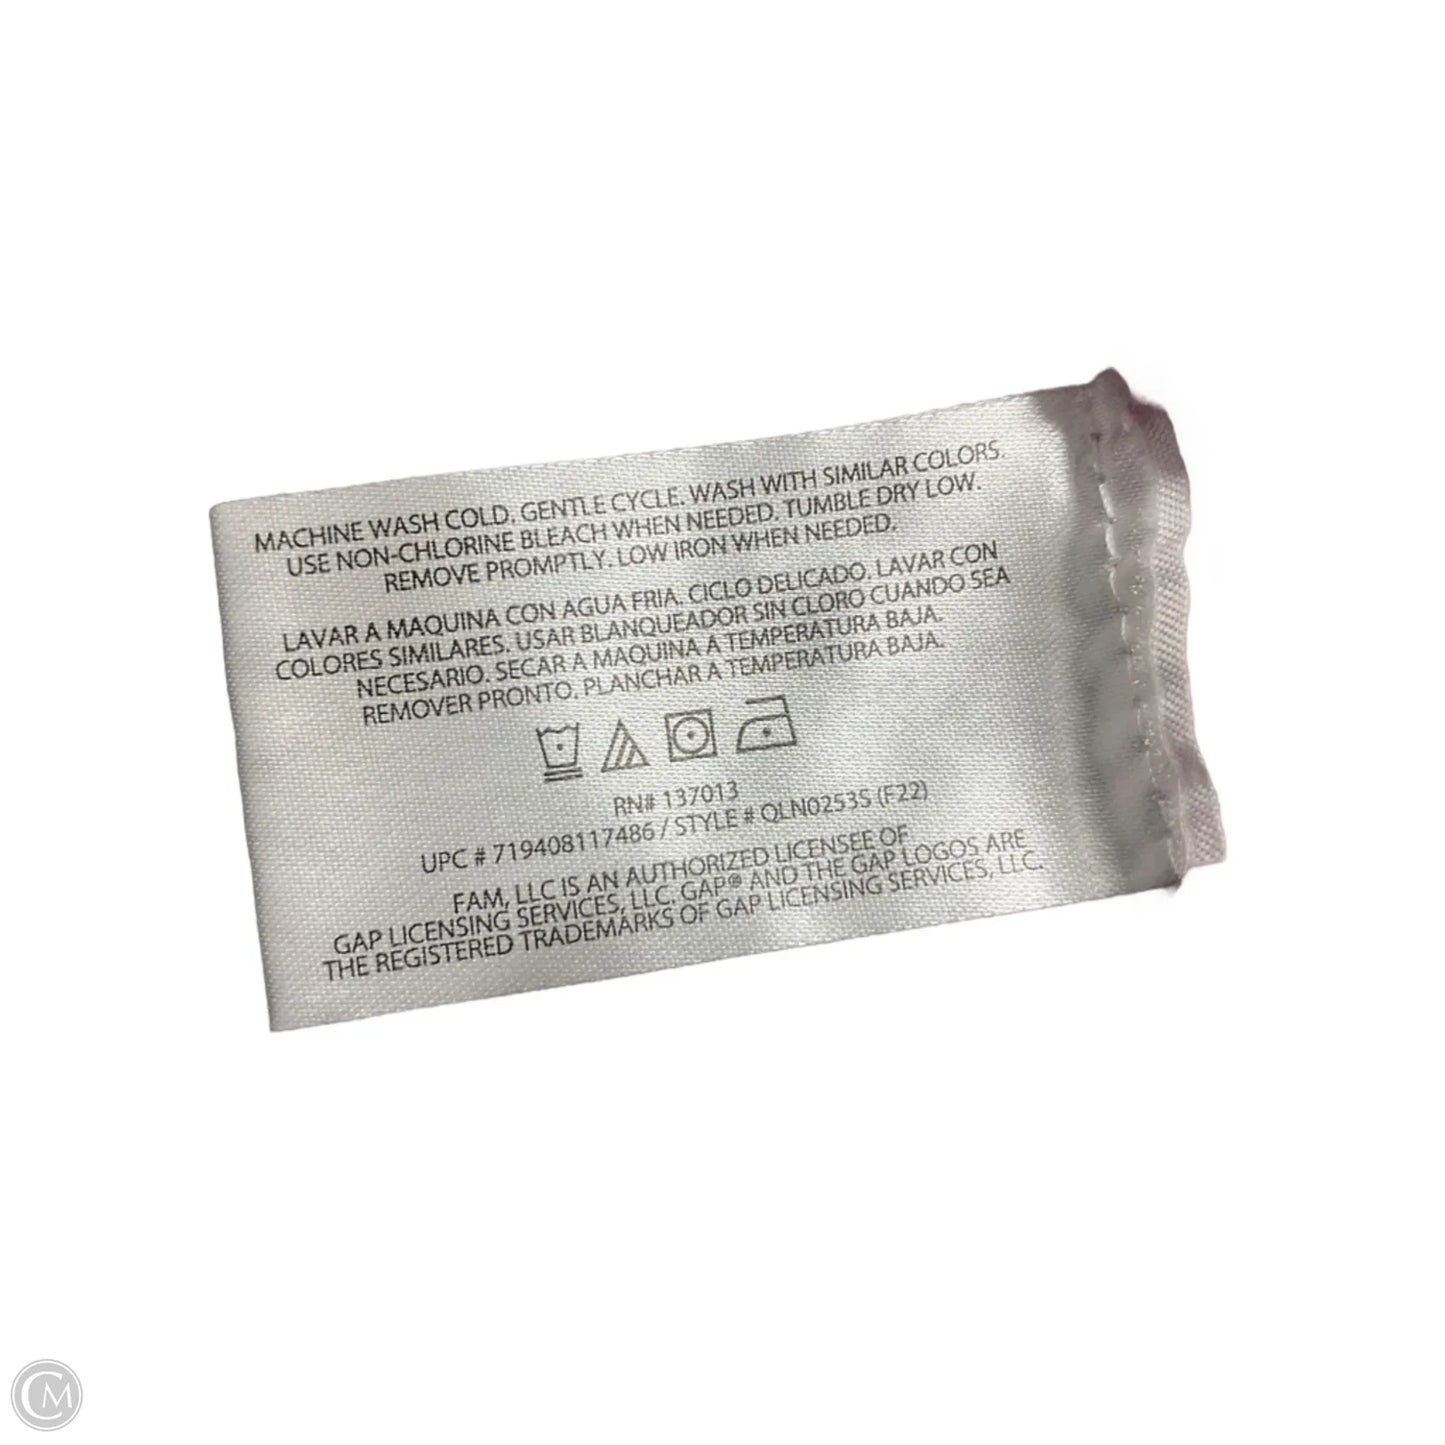 MACHINE WASH COLD. GENTLE CYCLE. WASH WITH SIMILAR COLORS.
USE NON-CHLORINE BLEACH WHEN NEEDED. TUMBLE DRY LOW.
REMOVE PROMPTLY. LOW IRON WHEN NEEDED.
LAVAR A MAQUINA CON AGUA FRIA. CICLO DELICADO. LAVAR CON
COLORES SIMILARES. USAR BLANQUEADOR SIN CLORO CUANDO SEA
NECESARIO. SECAR A MAQUINA A TEMPERATURA BAJA.
REMOVER PRONTO. PLANCHAR A TEMPERATURA BAJA.
RN# 137013
UPC # 719408117486 / STYLE # QLN0253S (F22)
FAM, LLC IS AN AUTHORIZED LICENSEE OF
GAP LICENSING SERVICES, LLC. GAP® AND THE GAP LOGOS ARE
THE REGISTERED TRADEMARKS OF GAP LICENSING SERVICES, LLC.
CM